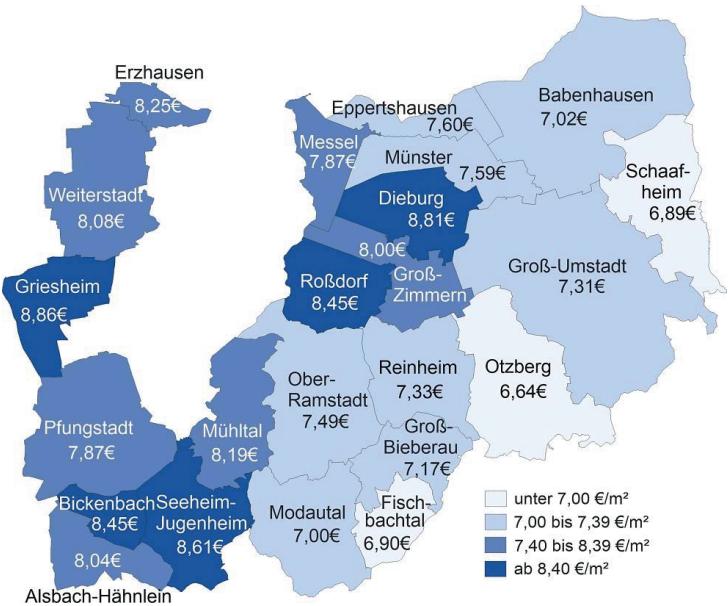 Erzhausen
8,25€
Weiterstadt
8,08€
Griesheim
8,86€
Messel
7,87€
Eppertshausen
7,60€
Münster
7,59€
Babenhausen
7,02€
Schaaf-
heim
6,89€
Dieburg
8,81€
8,00€
Groß-
Zimmern
Roßdorf
8,45€
Groß-Umstadt
7,31€
Otzberg
6,64€
Reinheim
7,33€
Ober-
Ramstadt
7,49€
Mühltal
8,19€
Pfungstadt
7,87€
Groß-
Bieberau
7,17€
Bickenbach
8,45€
Seeheim-
Jugenheim
8,61€
Modautal
7,00€
Fisch-
bachtal
6,90€
8,04€
Alsbach-Hähnlein
unter 7,00 €/m²
7,00 bis 7,39 €/m²
7,40 bis 8,39 €/m²
ab 8,40 €/m²